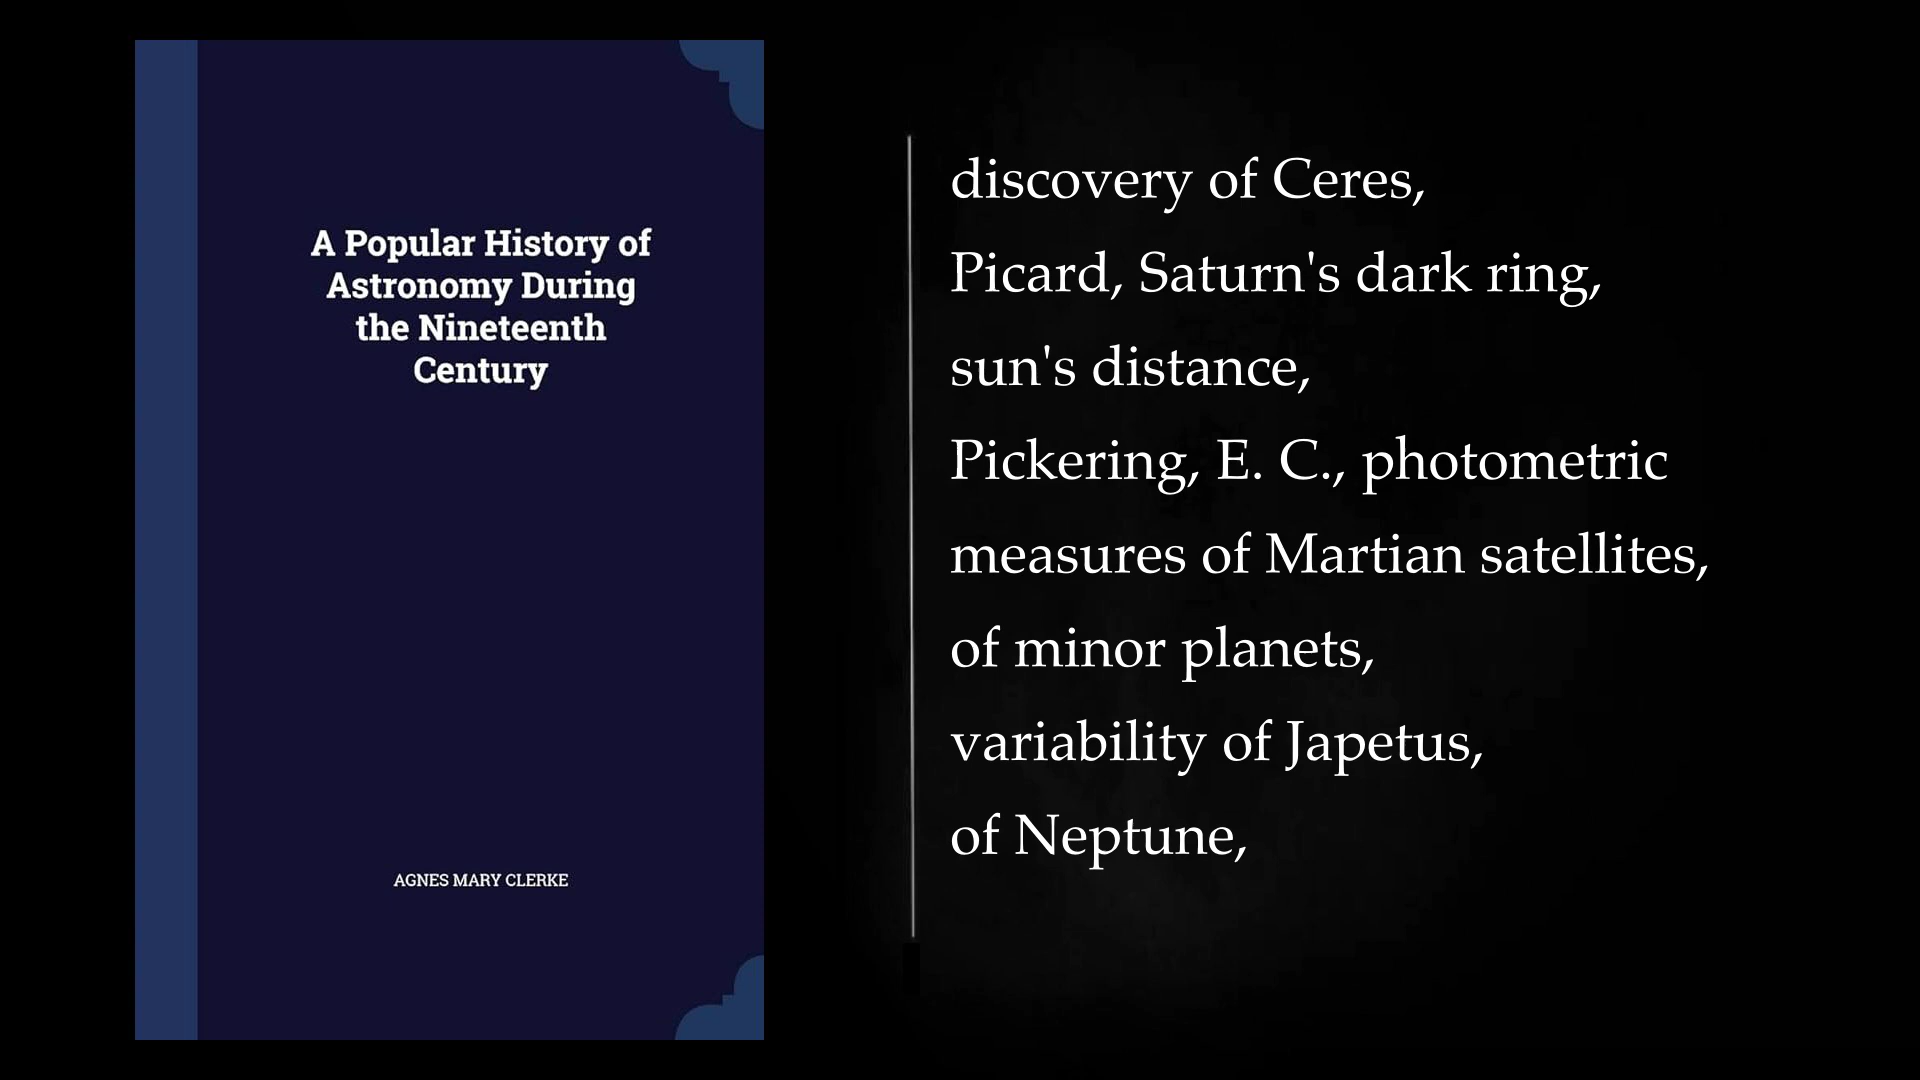 A Popular History of
Astronomy During
the Nineteenth
Century
AGNES MARY CLERKE
discovery of Ceres,
Picard, Saturn's dark ring,
sun's distance,
Pickering, E. C., photometric
measures of Martian satellites,
of minor planets,
variability of Japetus,
of Neptune,